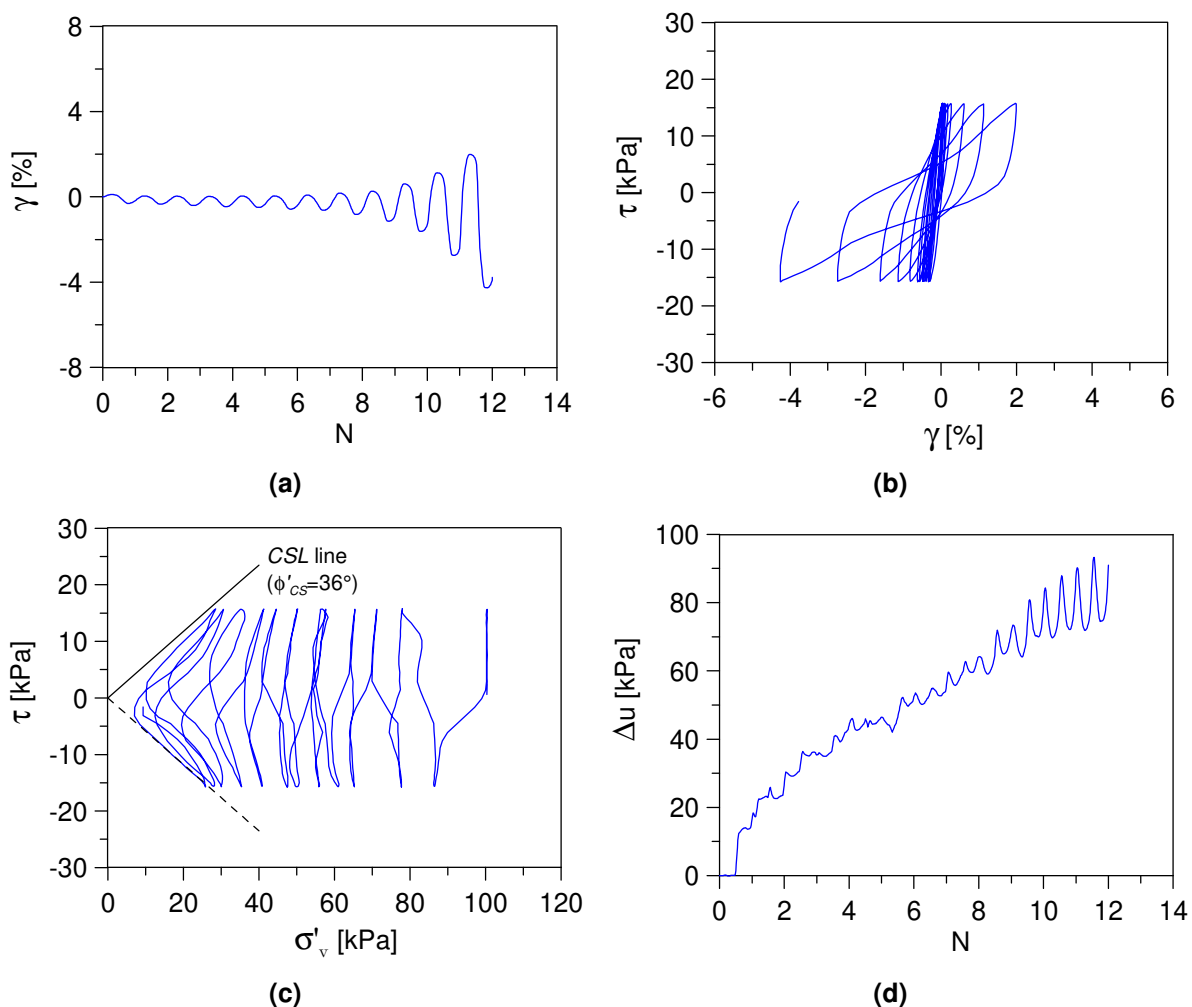 8
4
0
-4
-8
γ [%]
0 2 4 6 8 10 12 14
N
(a)
30
20
10
0
-10
-20
-30
τ [kPa]
-6 -4 -2 0 2 4 6
γ [%]
(b)
30
20
10
0
-10
-20
-30
τ [kPa]
CSL line
(ϕ'CS=36°)
0 20 40 60 80 100 120
σ'v [kPa]
(c)
100
80
60
40
20
0
Δu [kPa]
0 2 4 6 8 10 12 14
N
(d)